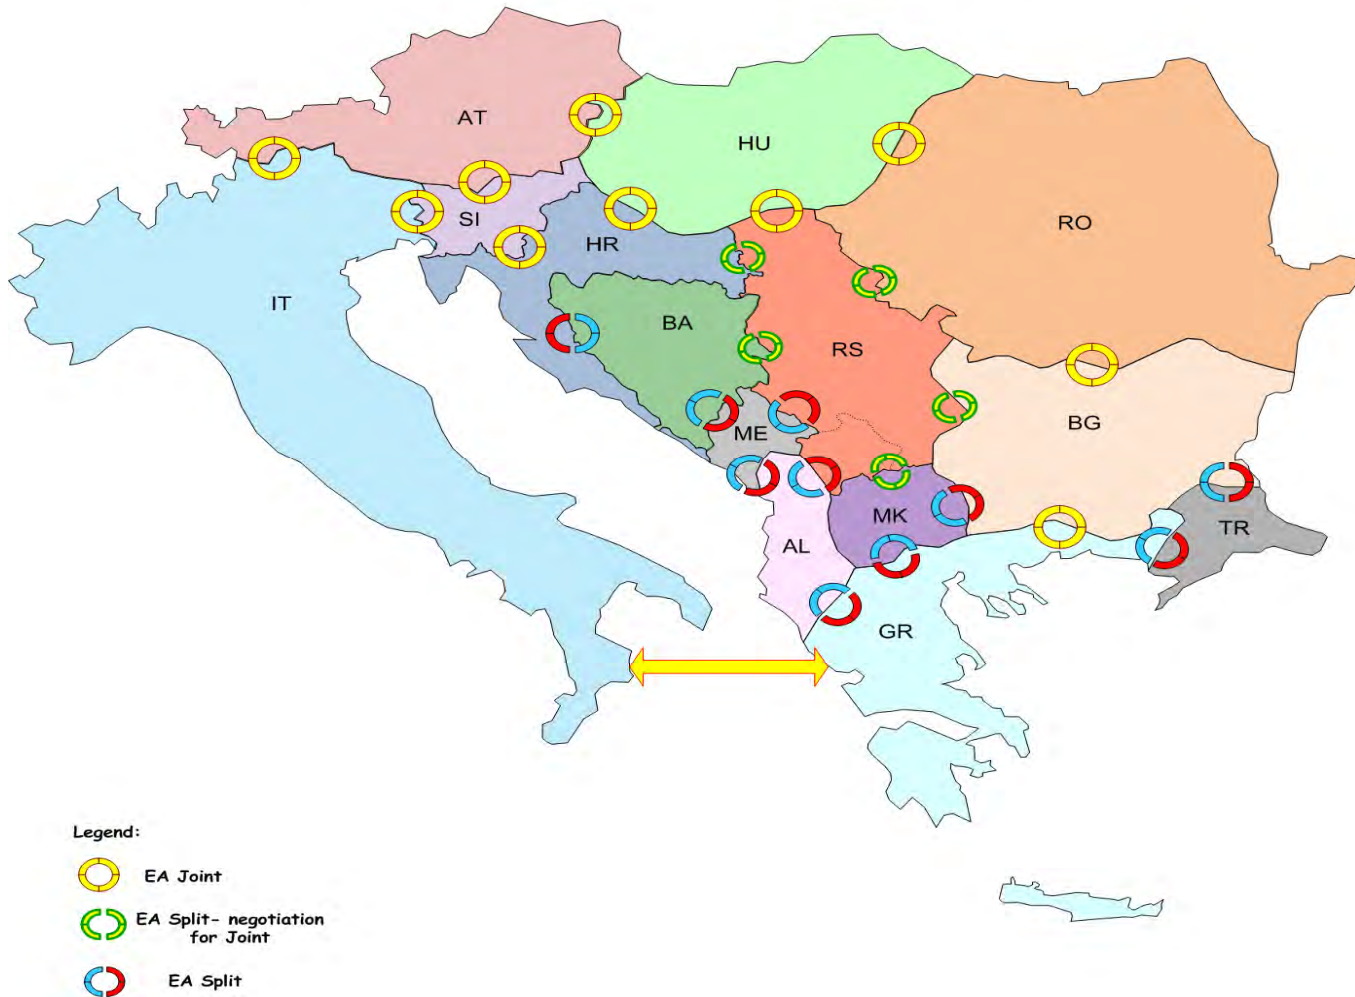 AT
HU
RO
SI
HR
IT
BA
RS
BG
ME
MK
TR
AL
GR
Legend:
EA Joint
EA Split- negotiation
for Joint
EA Split